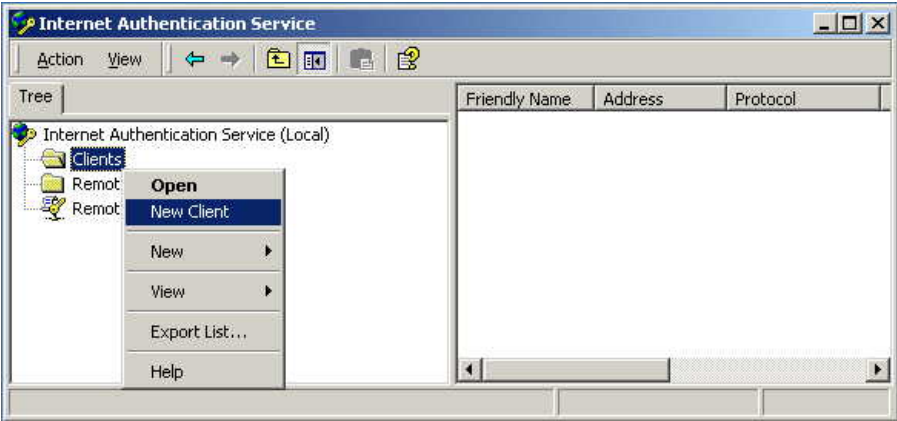 Internet Authentication Service
Action View
Tree
Friendly Name Address Protocol
Internet Authentication Service (Local)
Clients
Remot
Remot
Open
New Client
New
View
Export List...
Help